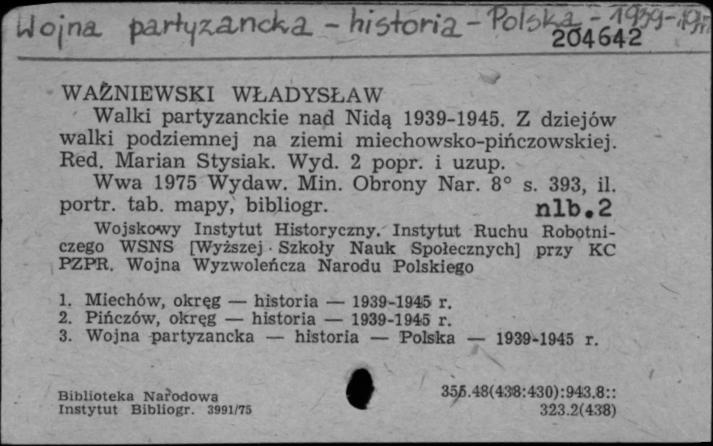 Wojna partyzancka - historia - Polska - 1939-
204642
WAŻNIEWSKI WŁADYSŁAW
Walki partyzanckie nad Nidą 1939-1945. Z dziejów
walki podziemnej na ziemi miechowsko-pińczowskiej.
Red. Marian Stysiak. Wyd. 2 popr. i uzup.
Wwa 1975 Wydaw. Min. Obrony Nar. 8° s. 393, il.
portr. tab. mapy, bibliogr. nlb.2
Wojskowy Instytut Historyczny. Instytut Ruchu Robotni-
czego WSNS [Wyższej Szkoły Nauk Społecznych] przy KC
PZPR. Wojna Wyzwoleńcza Narodu Polskiego
1. Miechów, okręg — historia — 1939-1945 r.
2. Pińczów, okręg — historia — 1939-1945 r.
3. Wojna partyzancka — historia — Polska — 1939-1945 r.
Biblioteka Narodowa 355.48(438:430):943.8::
Instytut Bibliogr. 3991/75 323.2(438)